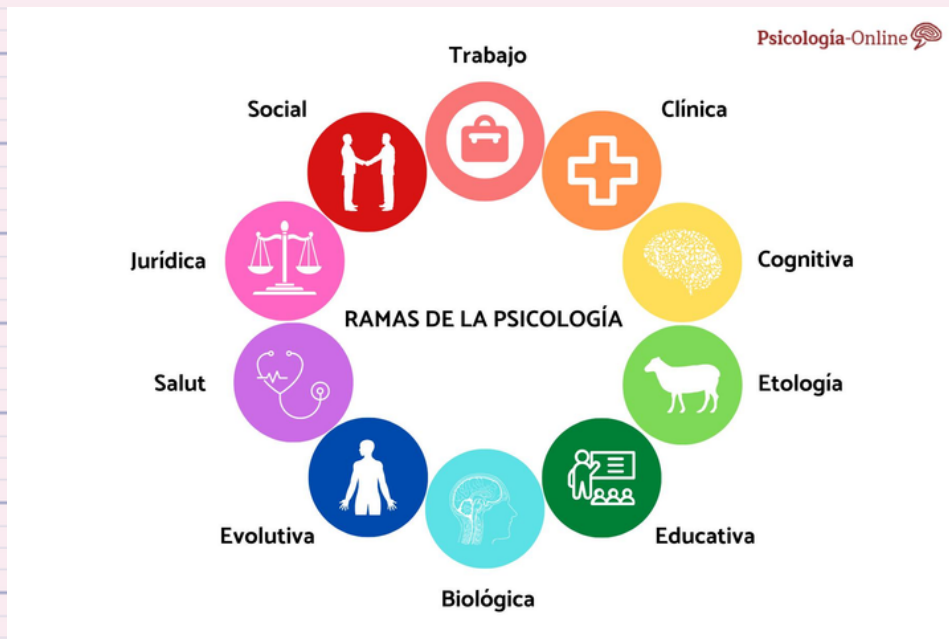 Psicología-Online
Trabajo
Social
Clínica
Jurídica
Cognitiva
RAMAS DE LA PSICOLOGÍA
Salut
Etología
Evolutiva
Educativa
Biológica